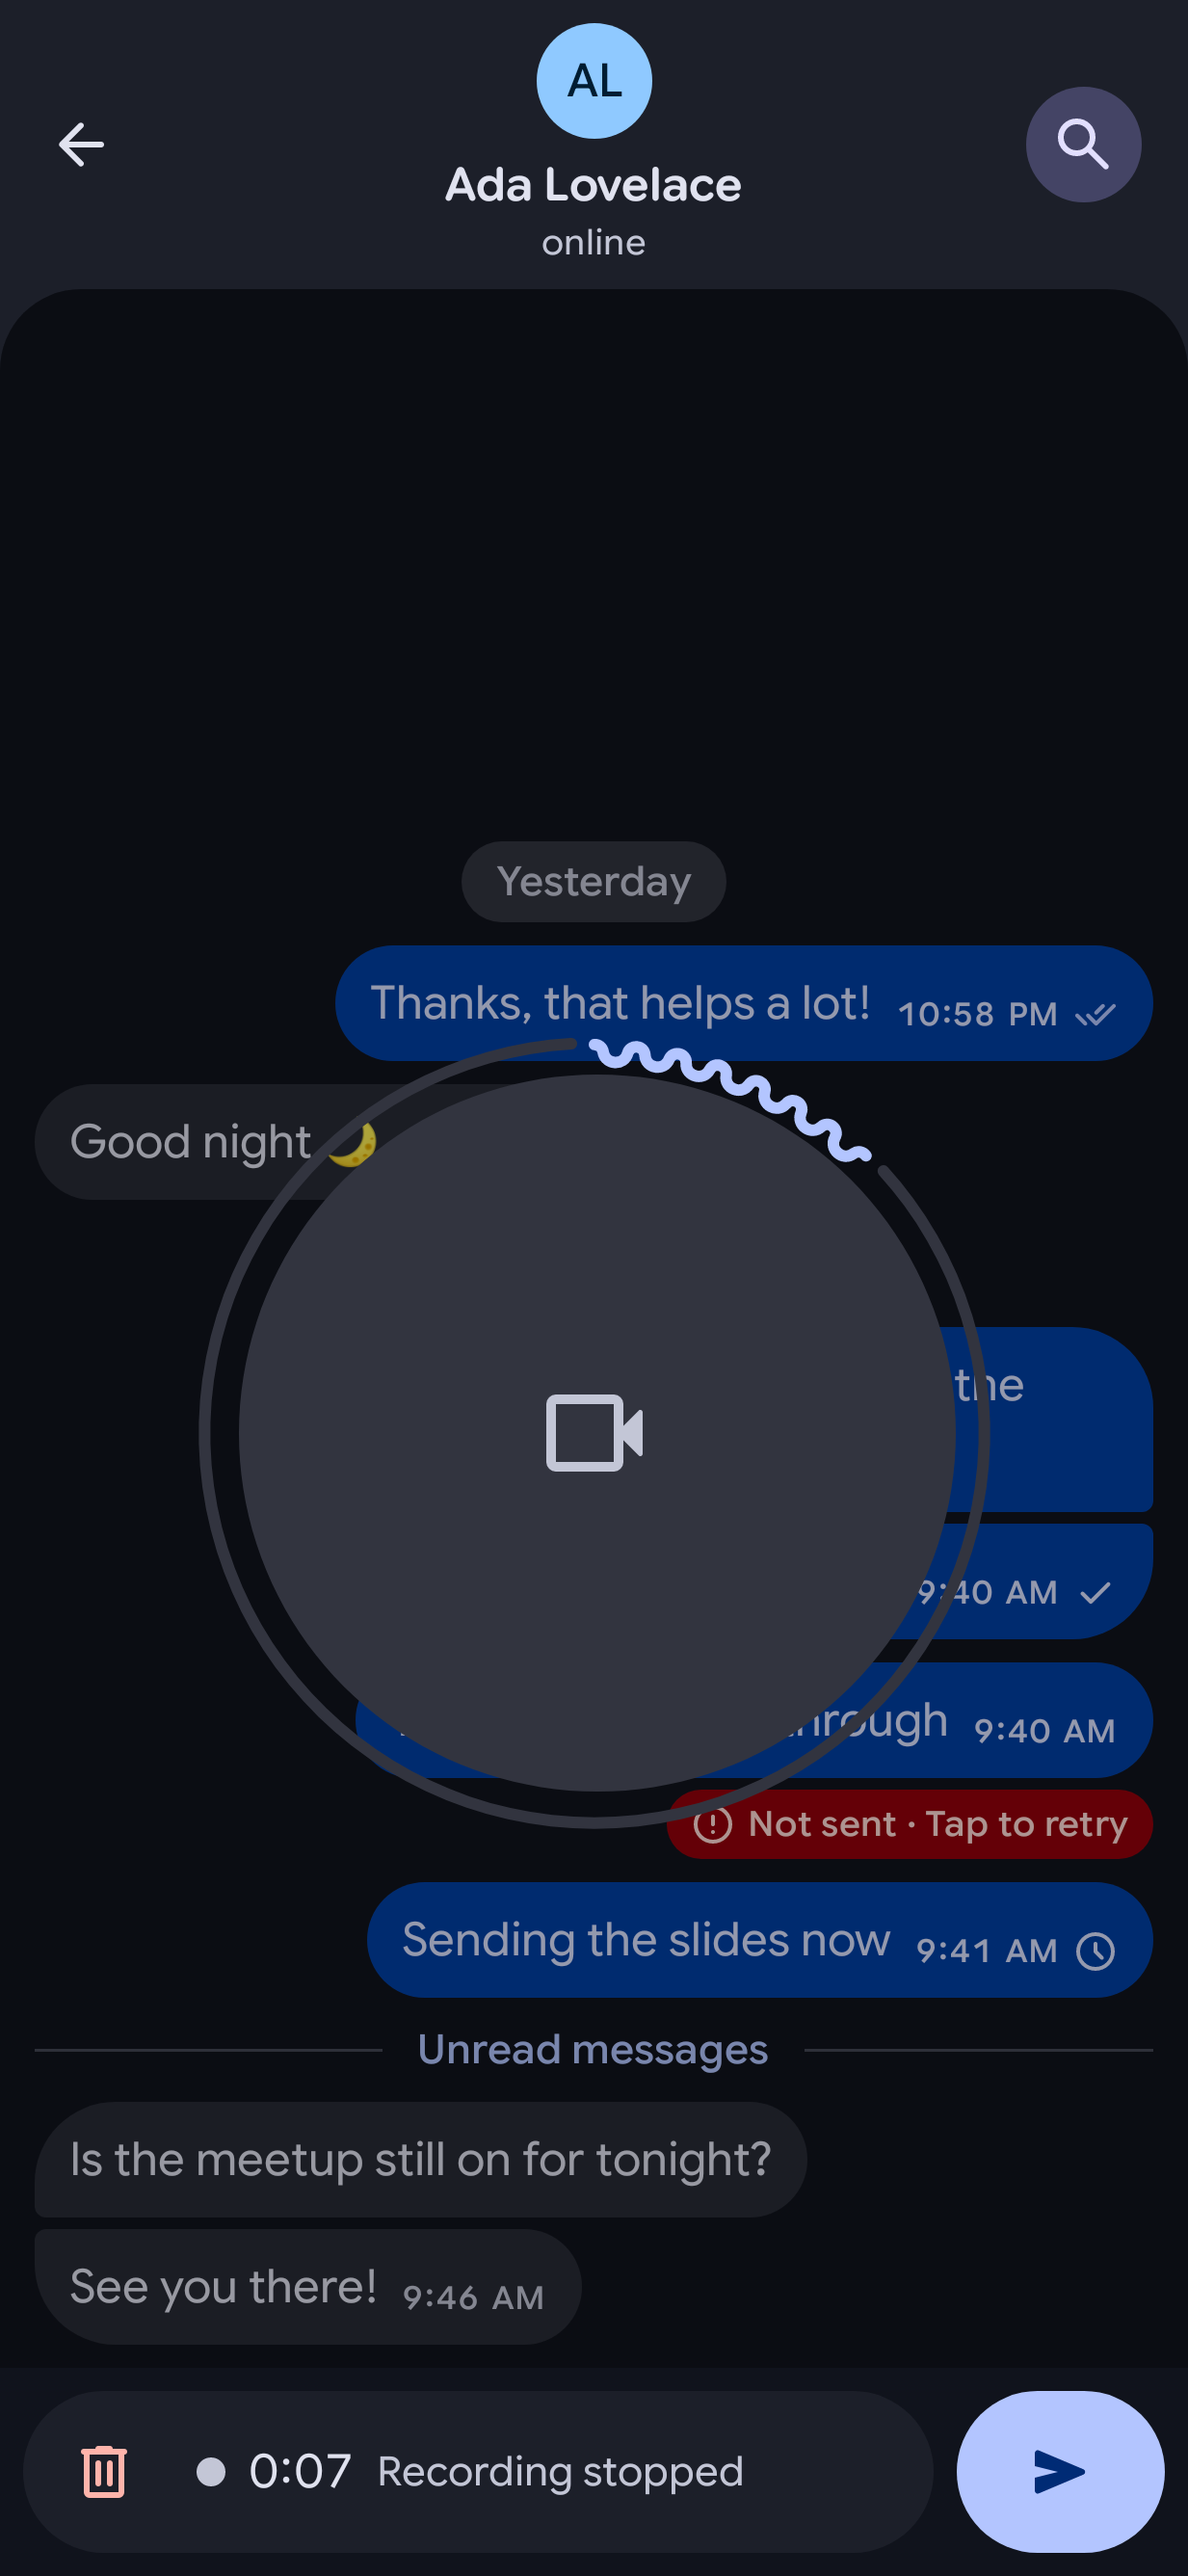 AL
Ada Lovelace
online
Yesterday
Thanks, that helps a lot! 10:58 PM
Good night 🌙
the
9:40 AM
9:40 AM
Not sent · Tap to retry
Sending the slides now 9:41 AM
Unread messages
Is the meetup still on for tonight?
See you there! 9:46 AM
0:07 Recording stopped